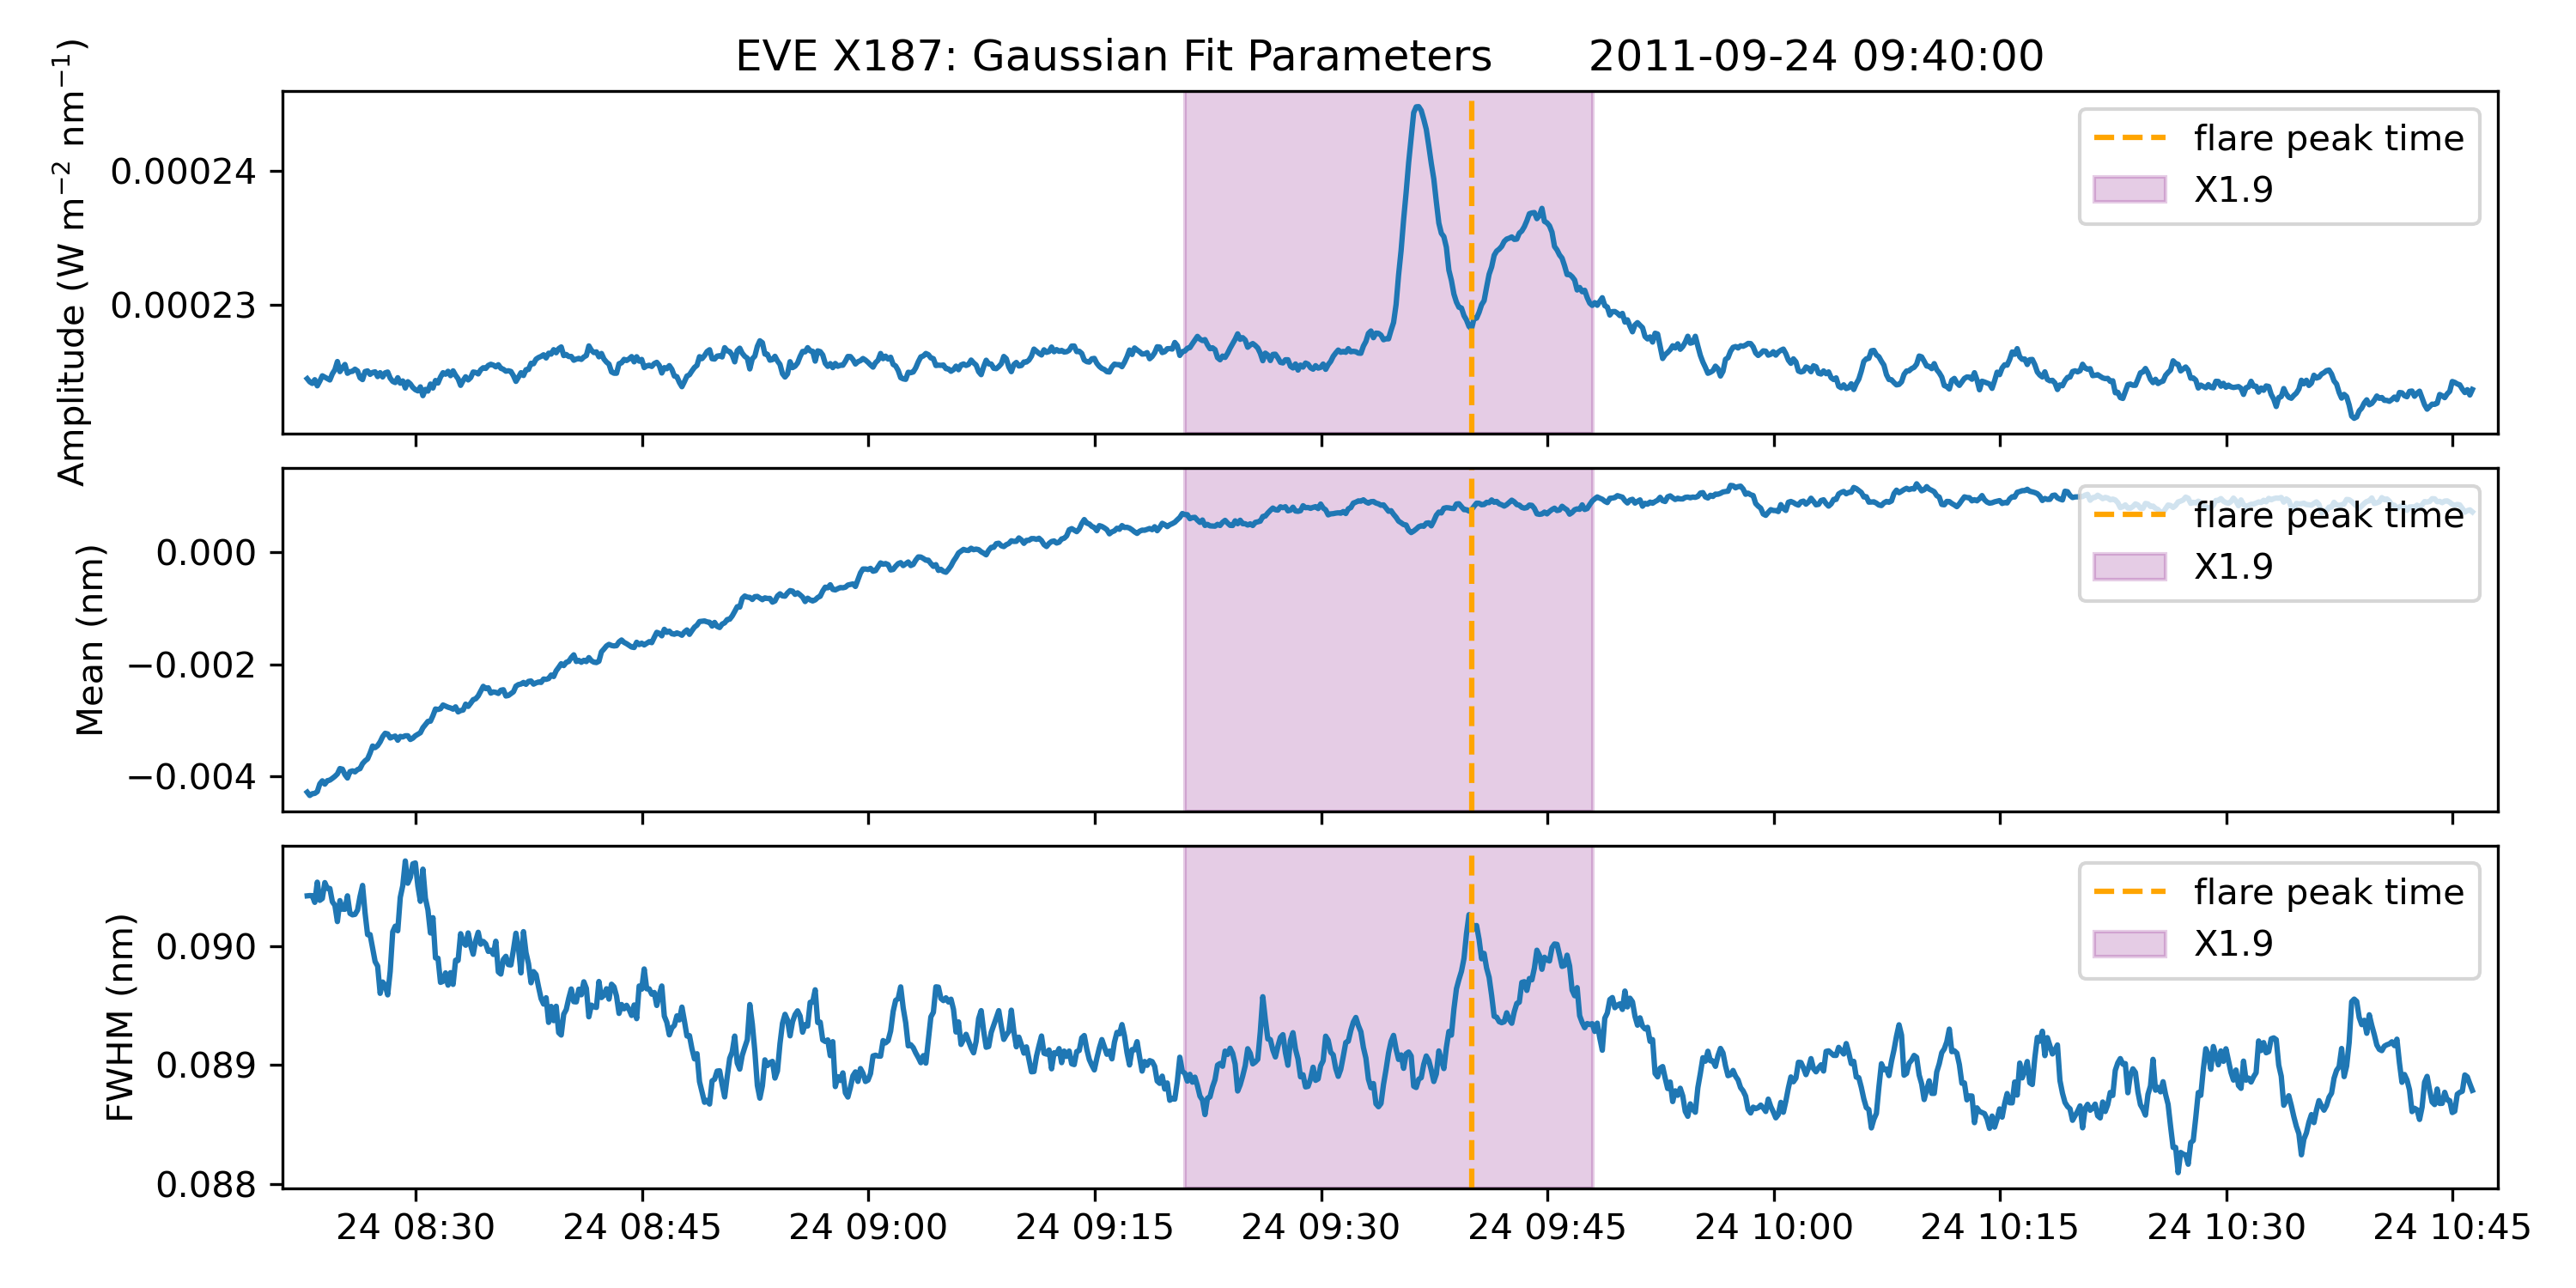 EVE X187: Gaussian Fit Parameters 2011-09-24 09:40:00
Amplitude (W m⁻² nm⁻¹)
0.00024
0.00023
flare peak time
X1.9
Mean (nm)
0.000
−0.002
−0.004
flare peak time
X1.9
FWHM (nm)
0.090
0.089
0.088
flare peak time
X1.9
24 08:30 24 08:45 24 09:00 24 09:15 24 09:30 24 09:45 24 10:00 24 10:15 24 10:30 24 10:45